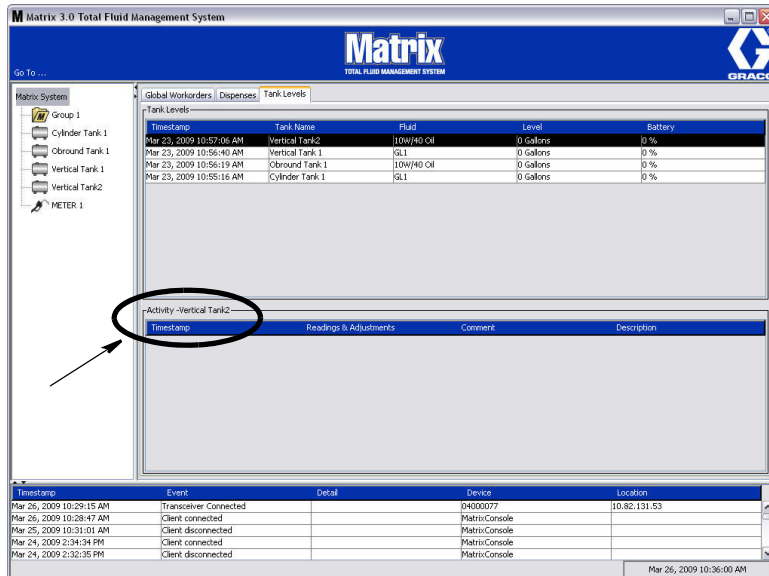 Matrix 3.0 Total Fluid Management System
Matrix
TOTAL FLUID MANAGEMENT SYSTEM
GRACO
Go To ...
Matrix System
Group 1
Cylinder Tank 1
Obround Tank 1
Vertical Tank 1
Vertical Tank2
METER 1
Global Workorders Dispenses Tank Levels
Tank Levels
Timestamp Tank Name Fluid Level Battery
Mar 23, 2009 10:57:06 AM Vertical Tank2 10W/40 Oil 0 Gallons 0 %
Mar 23, 2009 10:56:40 AM Vertical Tank 1 GL1 0 Gallons 0 %
Mar 23, 2009 10:56:19 AM Obround Tank 1 10W/40 Oil 0 Gallons 0 %
Mar 23, 2009 10:55:16 AM Cylinder Tank 1 GL1 0 Gallons 0 %
Activity -Vertical Tank2
Timestamp Readings & Adjustments Comment Description
Timestamp Event Detail Device Location
Mar 26, 2009 10:29:15 AM Transceiver Connected 04000077 10.82.131.53
Mar 26, 2009 10:28:47 AM Client connected MatrixConsole
Mar 25, 2009 10:31:01 AM Client disconnected MatrixConsole
Mar 24, 2009 2:34:34 PM Client connected MatrixConsole
Mar 24, 2009 2:32:35 PM Client disconnected MatrixConsole
Mar 26, 2009 10:36:00 AM